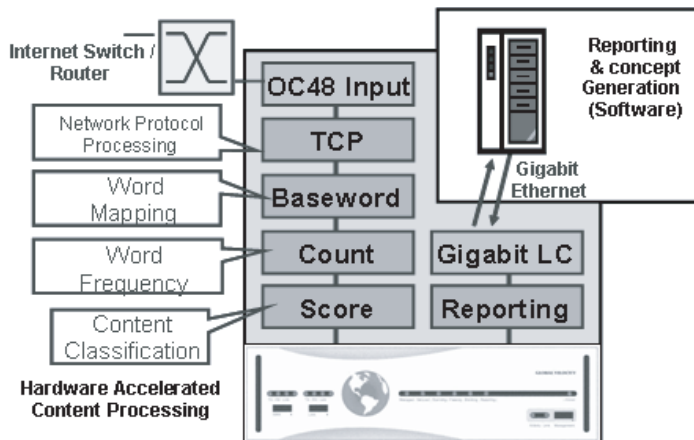 Internet Switch /
Router
OC48 Input
Network Protocol
Processing
TCP
Word
Mapping
Baseword
Word
Frequency
Count
Content
Classification
Score
Hardware Accelerated
Content Processing
Reporting
& concept
Generation
(Software)
Gigabit
Ethernet
Gigabit LC
Reporting